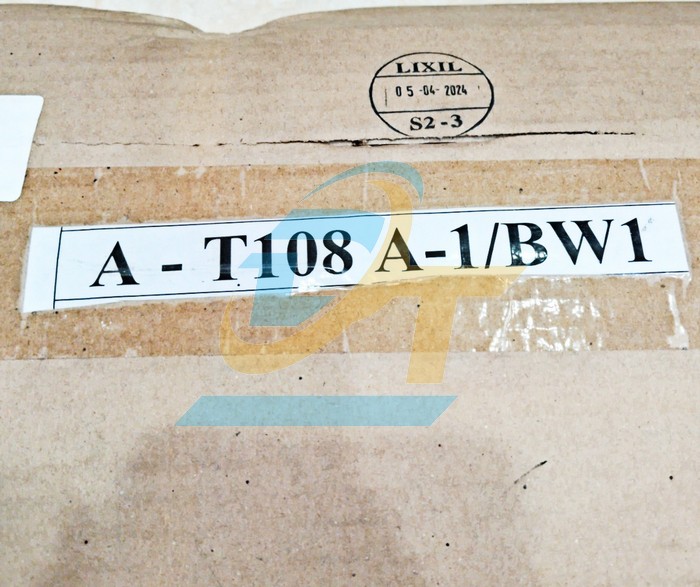 LIXIL
05-04-2024
S2-3
A - T108 A-1/BW1